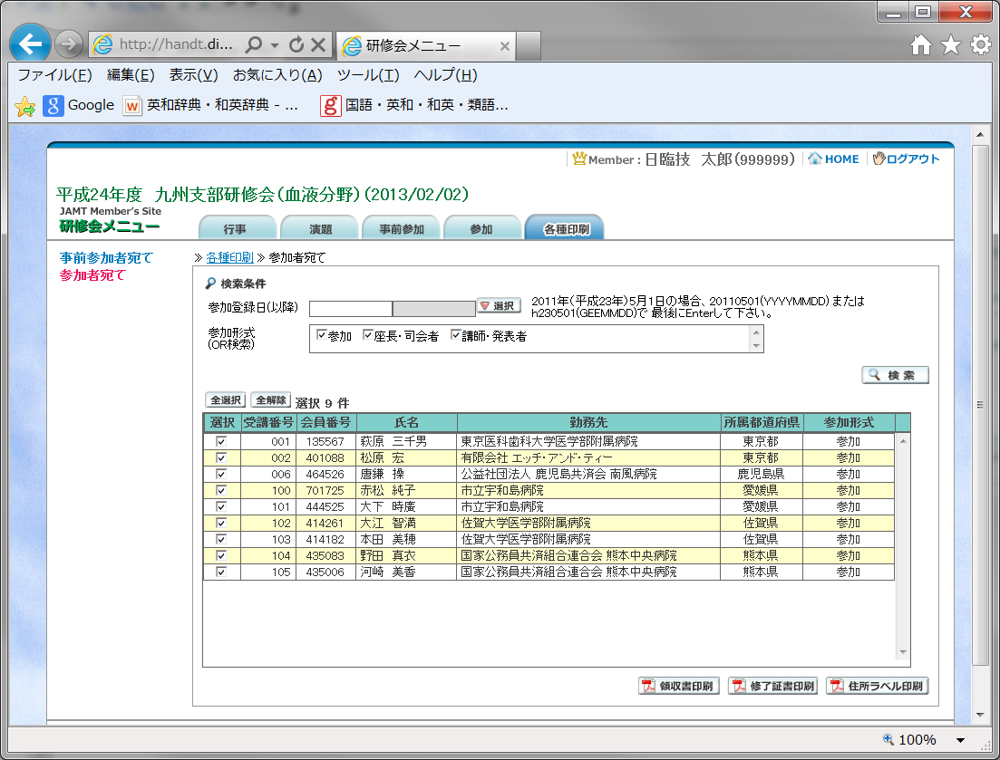 http://handt.di...
研修会メニュー
ファイル(F) 編集(E) 表示(V) お気に入り(A) ツール(T) ヘルプ(H)
Google 英和辞典・和英辞典 - ... 国語・英和・和英・類語...
Member : 日臨技 太郎(999999) HOME ログアウト
平成24年度 九州支部研修会(血液分野)(2013/02/02)
JAMT Member's Site
研修会メニュー
行事 演題 事前参加 参加 各種印刷
事前参加者宛て
参加者宛て
≫ 各種印刷 ≫ 参加者宛て
検索条件
参加登録日(以降) 選択 2011年(平成23年)5月1日の場合、20110501(YYYYMMDD) または
h230501(GEEMMDD)で 最後にEnterして下さい。
参加形式 参加 座長・司会者 講師・発表者
(OR検索)
検索
全選択 全解除 選択 9 件
選択 受講番号 会員番号 氏名 勤務先 所属都道府県 参加形式
001 135567 萩原 三千男 東京医科歯科大学医学部附属病院 東京都 参加
002 401088 松原 宏 有限会社 エッチ・アンド・ティー 東京都 参加
006 464526 唐鎌 操 公益社団法人 鹿児島共済会 南風病院 鹿児島県 参加
100 701725 赤松 純子 市立宇和島病院 愛媛県 参加
101 444525 大下 時廣 市立宇和島病院 愛媛県 参加
102 414261 大江 智満 佐賀大学医学部附属病院 佐賀県 参加
103 414182 本田 美穂 佐賀大学医学部附属病院 佐賀県 参加
104 435083 野田 真衣 国家公務員共済組合連合会 熊本中央病院 熊本県 参加
105 435006 河崎 美香 国家公務員共済組合連合会 熊本中央病院 熊本県 参加
領収書印刷 修了証書印刷 住所ラベル印刷
100%